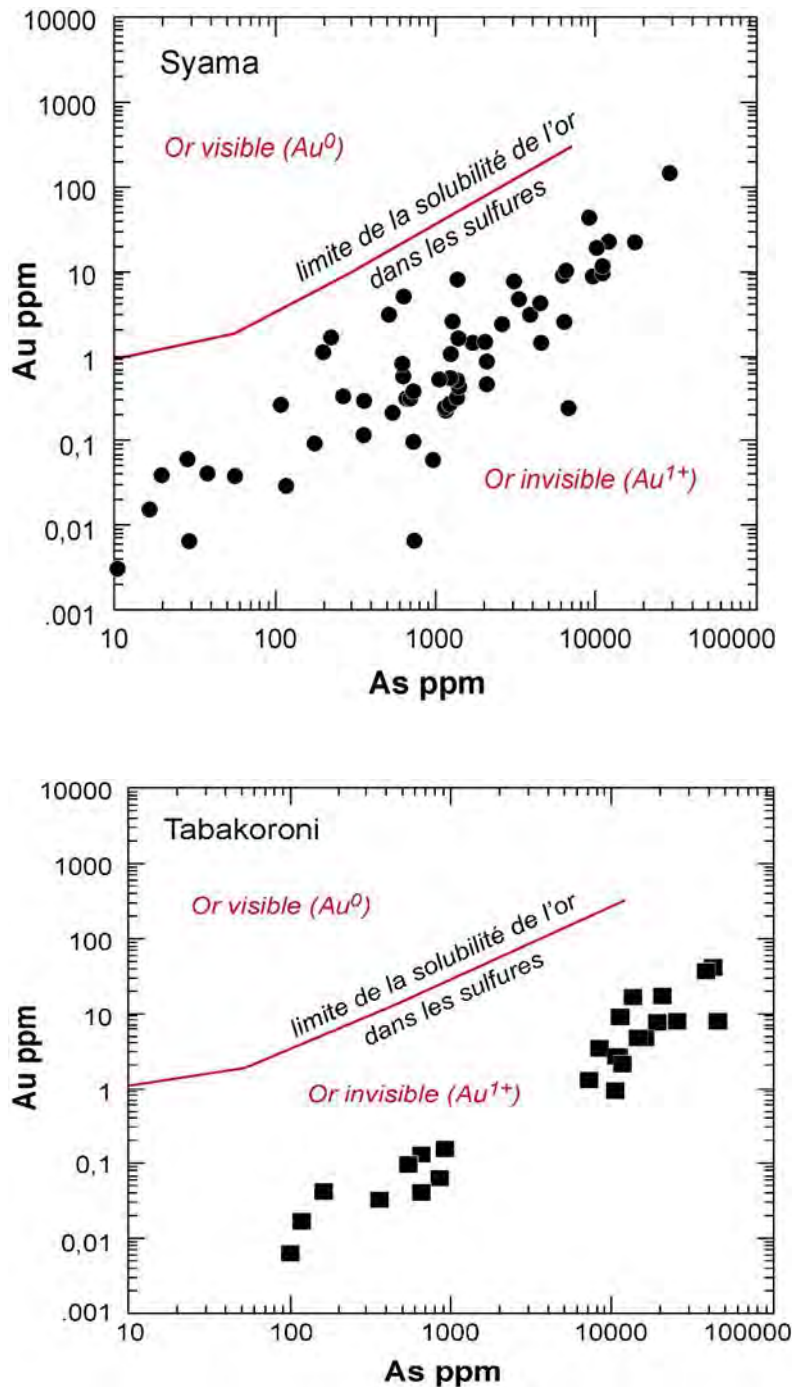 10000
Syama
1000
Or visible (Au⁰)
100
limite de la solubilité de l'or
dans les sulfures
10
1
0.1
Or invisible (Au¹⁺)
0,01
.001
Au ppm
10 100 1000 10000 100000
As ppm
10000
Tabakoroni
1000
Or visible (Au⁰)
100
limite de la solubilité de l'or
dans les sulfures
10
1
Or invisible (Au¹⁺)
0,1
0,01
.001
Au ppm
10 100 1000 10000 100000
As ppm